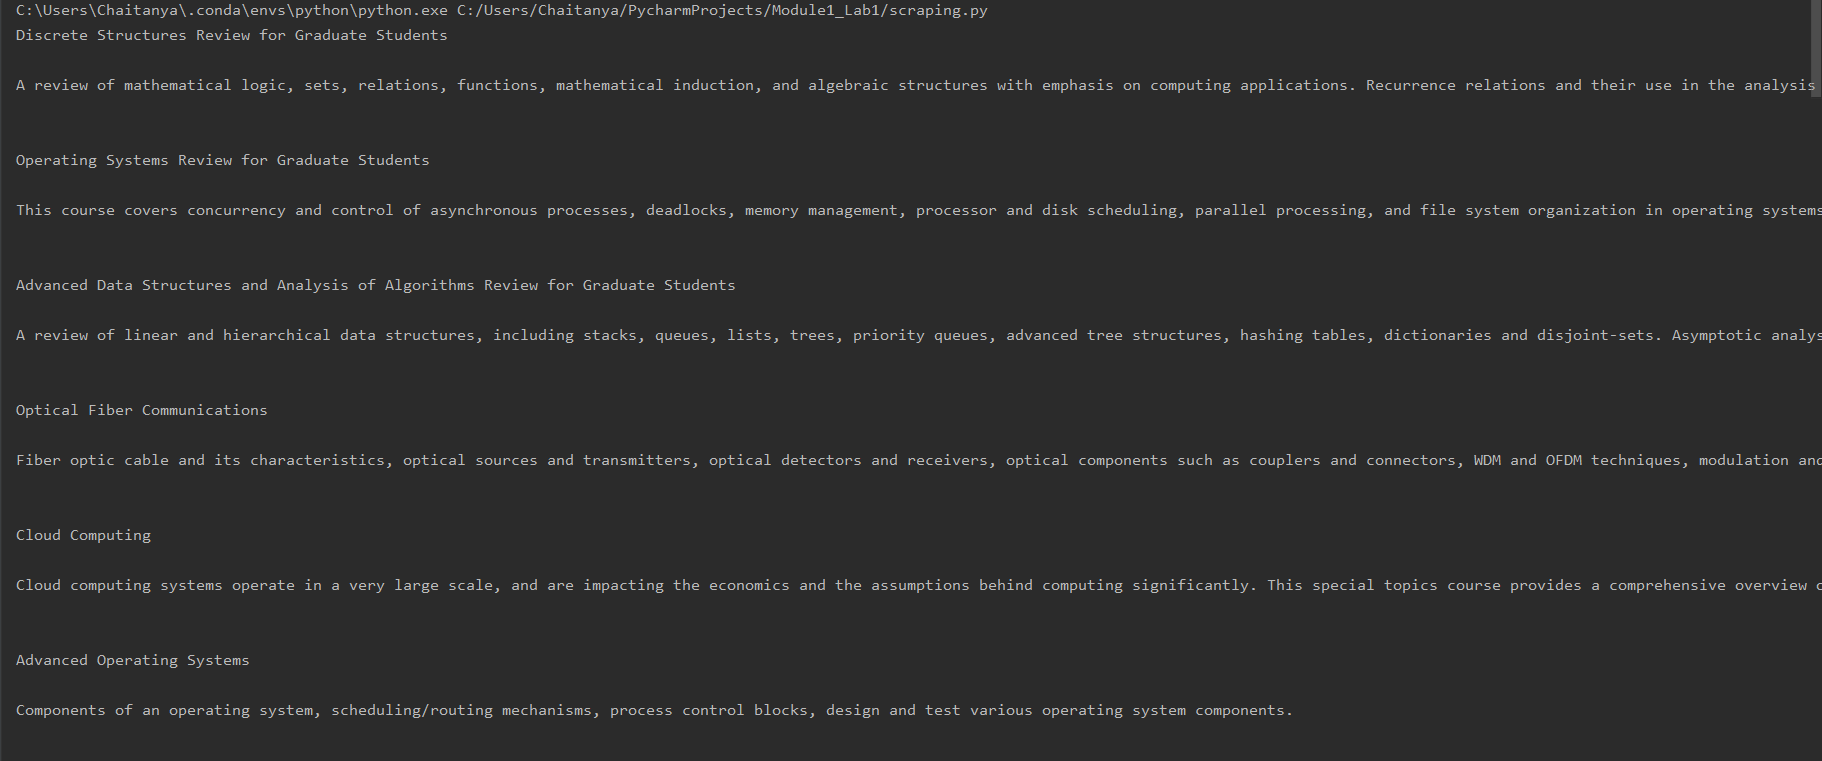 C:\Users\Chaitanya\.conda\envs\python\python.exe C:/Users/Chaitanya/PycharmProjects/Module1_Lab1/scraping.py
Discrete Structures Review for Graduate Students
A review of mathematical logic, sets, relations, functions, mathematical induction, and algebraic structures with emphasis on computing applications. Recurrence relations and their use in the analysis
Operating Systems Review for Graduate Students
This course covers concurrency and control of asynchronous processes, deadlocks, memory management, processor and disk scheduling, parallel processing, and file system organization in operating systems
Advanced Data Structures and Analysis of Algorithms Review for Graduate Students
A review of linear and hierarchical data structures, including stacks, queues, lists, trees, priority queues, advanced tree structures, hashing tables, dictionaries and disjoint-sets. Asymptotic analys
Optical Fiber Communications
Fiber optic cable and its characteristics, optical sources and transmitters, optical detectors and receivers, optical components such as couplers and connectors, WDM and OFDM techniques, modulation and
Cloud Computing
Cloud computing systems operate in a very large scale, and are impacting the economics and the assumptions behind computing significantly. This special topics course provides a comprehensive overview
Advanced Operating Systems
Components of an operating system, scheduling/routing mechanisms, process control blocks, design and test various operating system components.